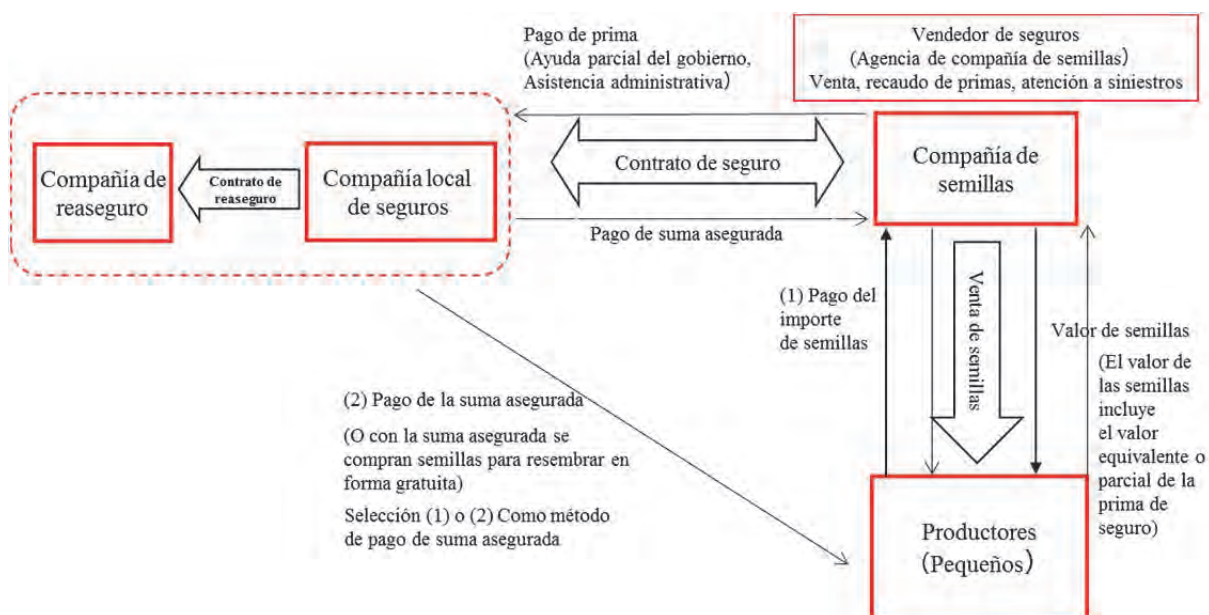 Pago de prima
(Ayuda parcial del gobierno,
Asistencia administrativa)
Vendedor de seguros
(Agencia de compañía de semillas)
Venta, recaudo de primas, atención a siniestros
Compañía de
reaseguro
Contrato de
reaseguro
Compañía local
de seguros
Contrato de seguro
Compañía de
semillas
Pago de suma asegurada
(1) Pago del
importe
de semillas
Venta de semillas
Valor de semillas
(El valor de
las semillas
incluye
el valor
equivalente o
parcial de la
prima de
seguro)
(2) Pago de la suma asegurada
(O con la suma asegurada se
compran semillas para resembrar en
forma gratuita)
Selección (1) o (2) Como método
de pago de suma asegurada
Productores
(Pequeños)